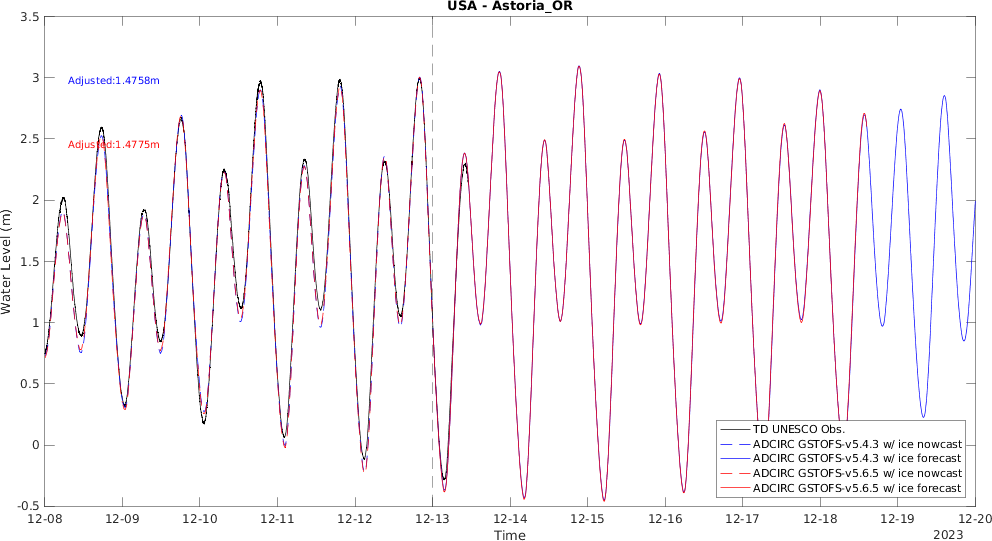 USA - Astoria_OR
3.5
3
2.5
2
1.5
1
0.5
0
-0.5
Water Level (m)
Adjusted:1.4758m
Adjusted:1.4775m
TD UNESCO Obs.
ADCIRC GSTOFS-v5.4.3 w/ ice nowcast
ADCIRC GSTOFS-v5.4.3 w/ ice forecast
ADCIRC GSTOFS-v5.6.5 w/ ice nowcast
ADCIRC GSTOFS-v5.6.5 w/ ice forecast
12-08 12-09 12-10 12-11 12-12 12-13 12-14 12-15 12-16 12-17 12-18 12-19 12-20
Time
2023